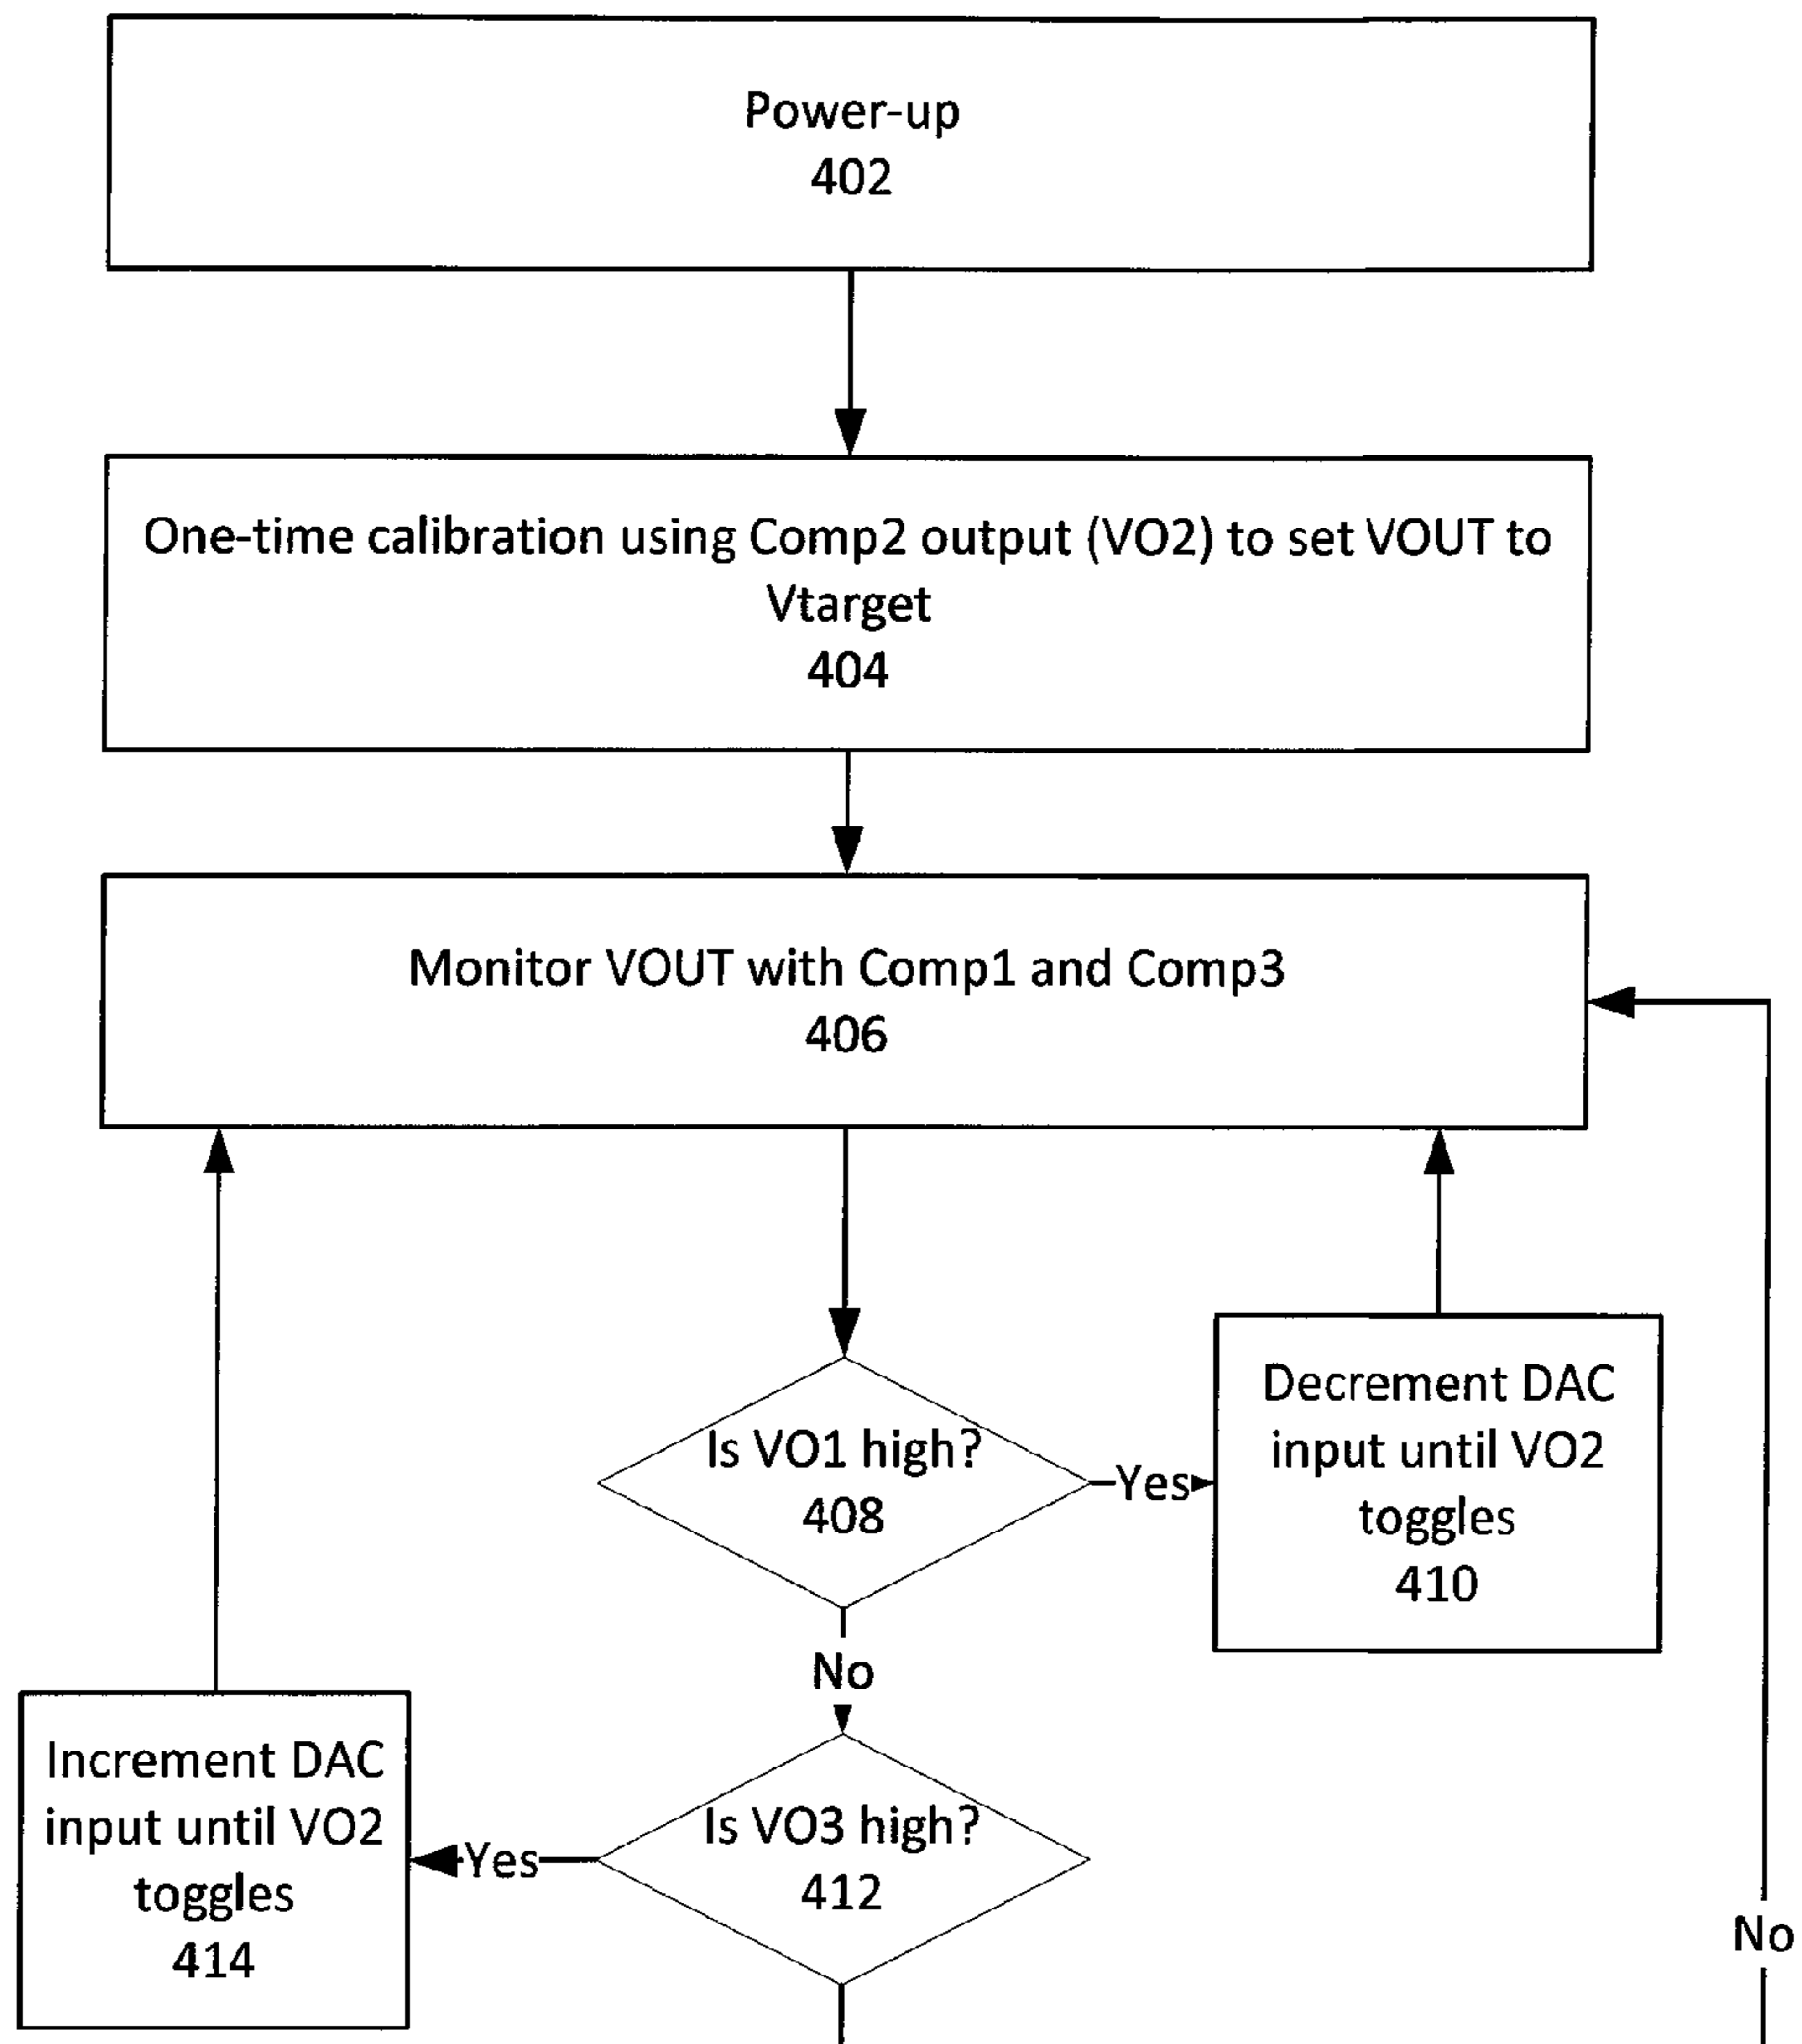 Power-up
402
One-time calibration using Comp2 output (VO2) to set VOUT to
Vtarget
404
Monitor VOUT with Comp1 and Comp3
406
Is VO1 high?
408
Yes
Decrement DAC
input until VO2
toggles
410
No
Is VO3 high?
412
Yes
Increment DAC
input until VO2
toggles
414
No